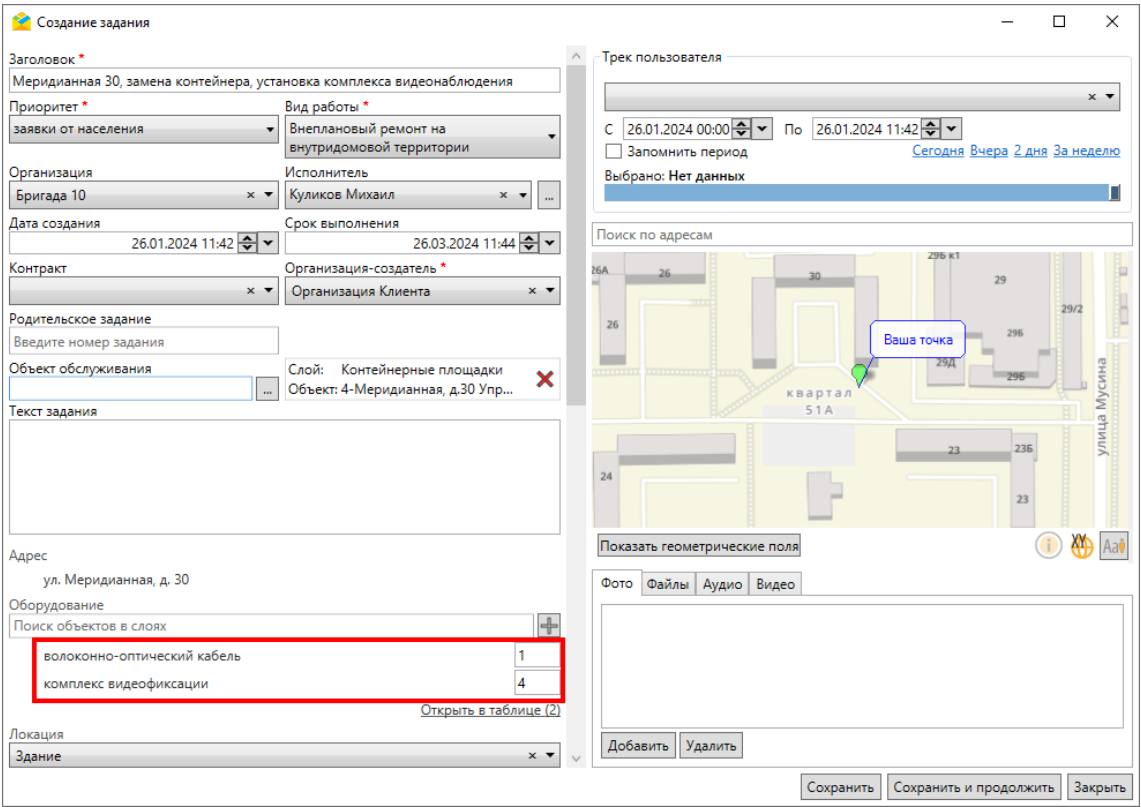 Создание задания
Заголовок *
Меридианная 30, замена контейнера, установка комплекса видеонаблюдения
Приоритет *
Вид работы *
заявки от населения
Внеплановый ремонт на
внутридомовой территории
Организация
Исполнитель
Бригада 10
Куликов Михаил
...
Дата создания
Срок выполнения
26.01.2024 11:42
26.03.2024 11:44
Контракт
Организация-создатель *
Организация Клиента
Родительское задание
Введите номер задания
Объект обслуживания
...
Слой: Контейнерные площадки
Объект: 4-Меридианная, д.30 Упр...
Текст задания
Адрес
ул. Меридианная, д. 30
Оборудование
Поиск объектов в слоях
волоконно-оптический кабель 1
комплекс видеофиксации 4
Открыть в таблице (2)
Локация
Здание
Трек пользователя
С 26.01.2024 00:00 По 26.01.2024 11:42
Запомнить период
Сегодня Вчера 2 дня За неделю
Выбрано: Нет данных
Поиск по адресам
26А
26
30
29Б к1
29
29/2
26
Ваша точка
29Б
29Д
29Б
квартал
51А
улица Мусина
23
23Б
24
23
Показать геометрические поля
i
XY
Аа
Фото Файлы Аудио Видео
Добавить Удалить
Сохранить Сохранить и продолжить Закрыть